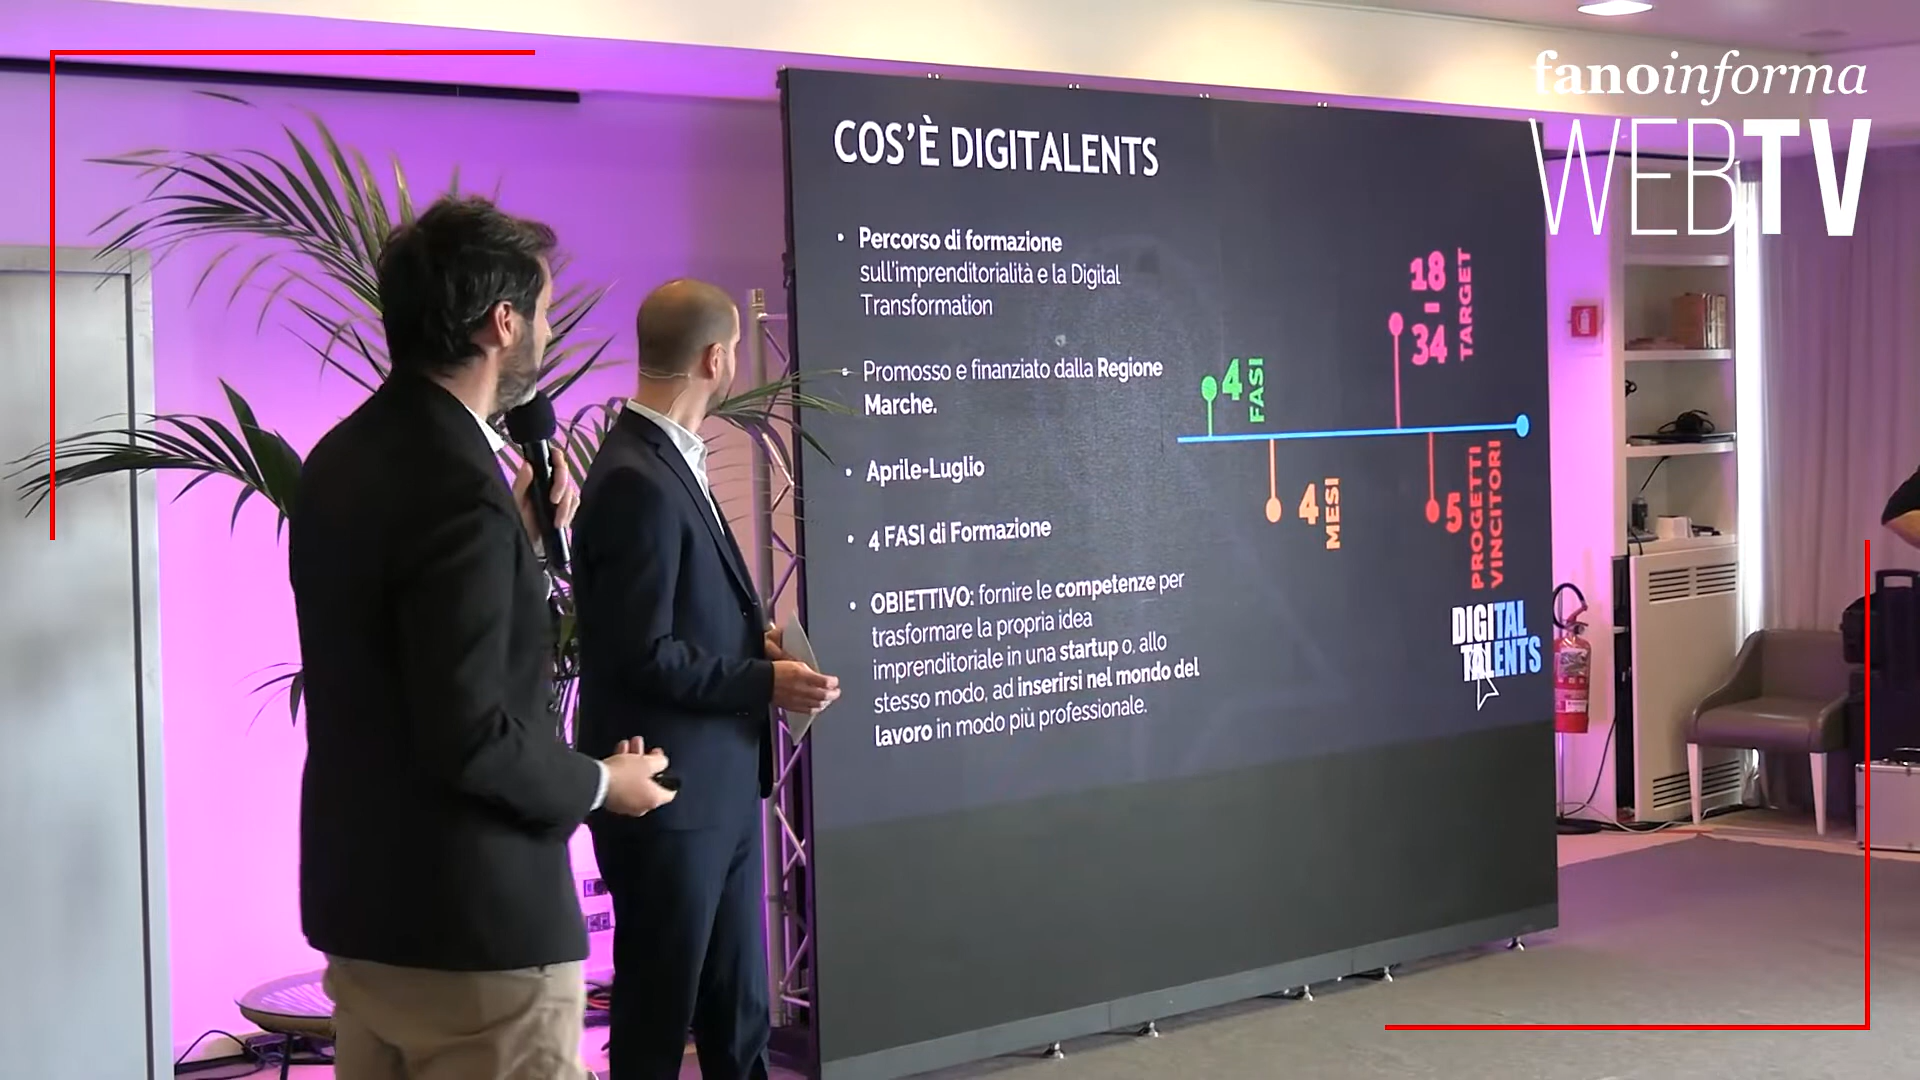 fanoinforma
WEBTV
COS'È DIGITALENTS
• Percorso di formazione
sull'imprenditorialità e la Digital
Transformation
• Promosso e finanziato dalla Regione
Marche.
• Aprile-Luglio
• 4 FASI di Formazione
• OBIETTIVO: fornire le competenze per
trasformare la propria idea
imprenditoriale in una startup o, allo
stesso modo, ad inserirsi nel mondo del
lavoro in modo più professionale.
4 FASI
4 MESI
18
-
34
TARGET
5 PROGETTI
VINCITORI
DIGITAL
TALENTS